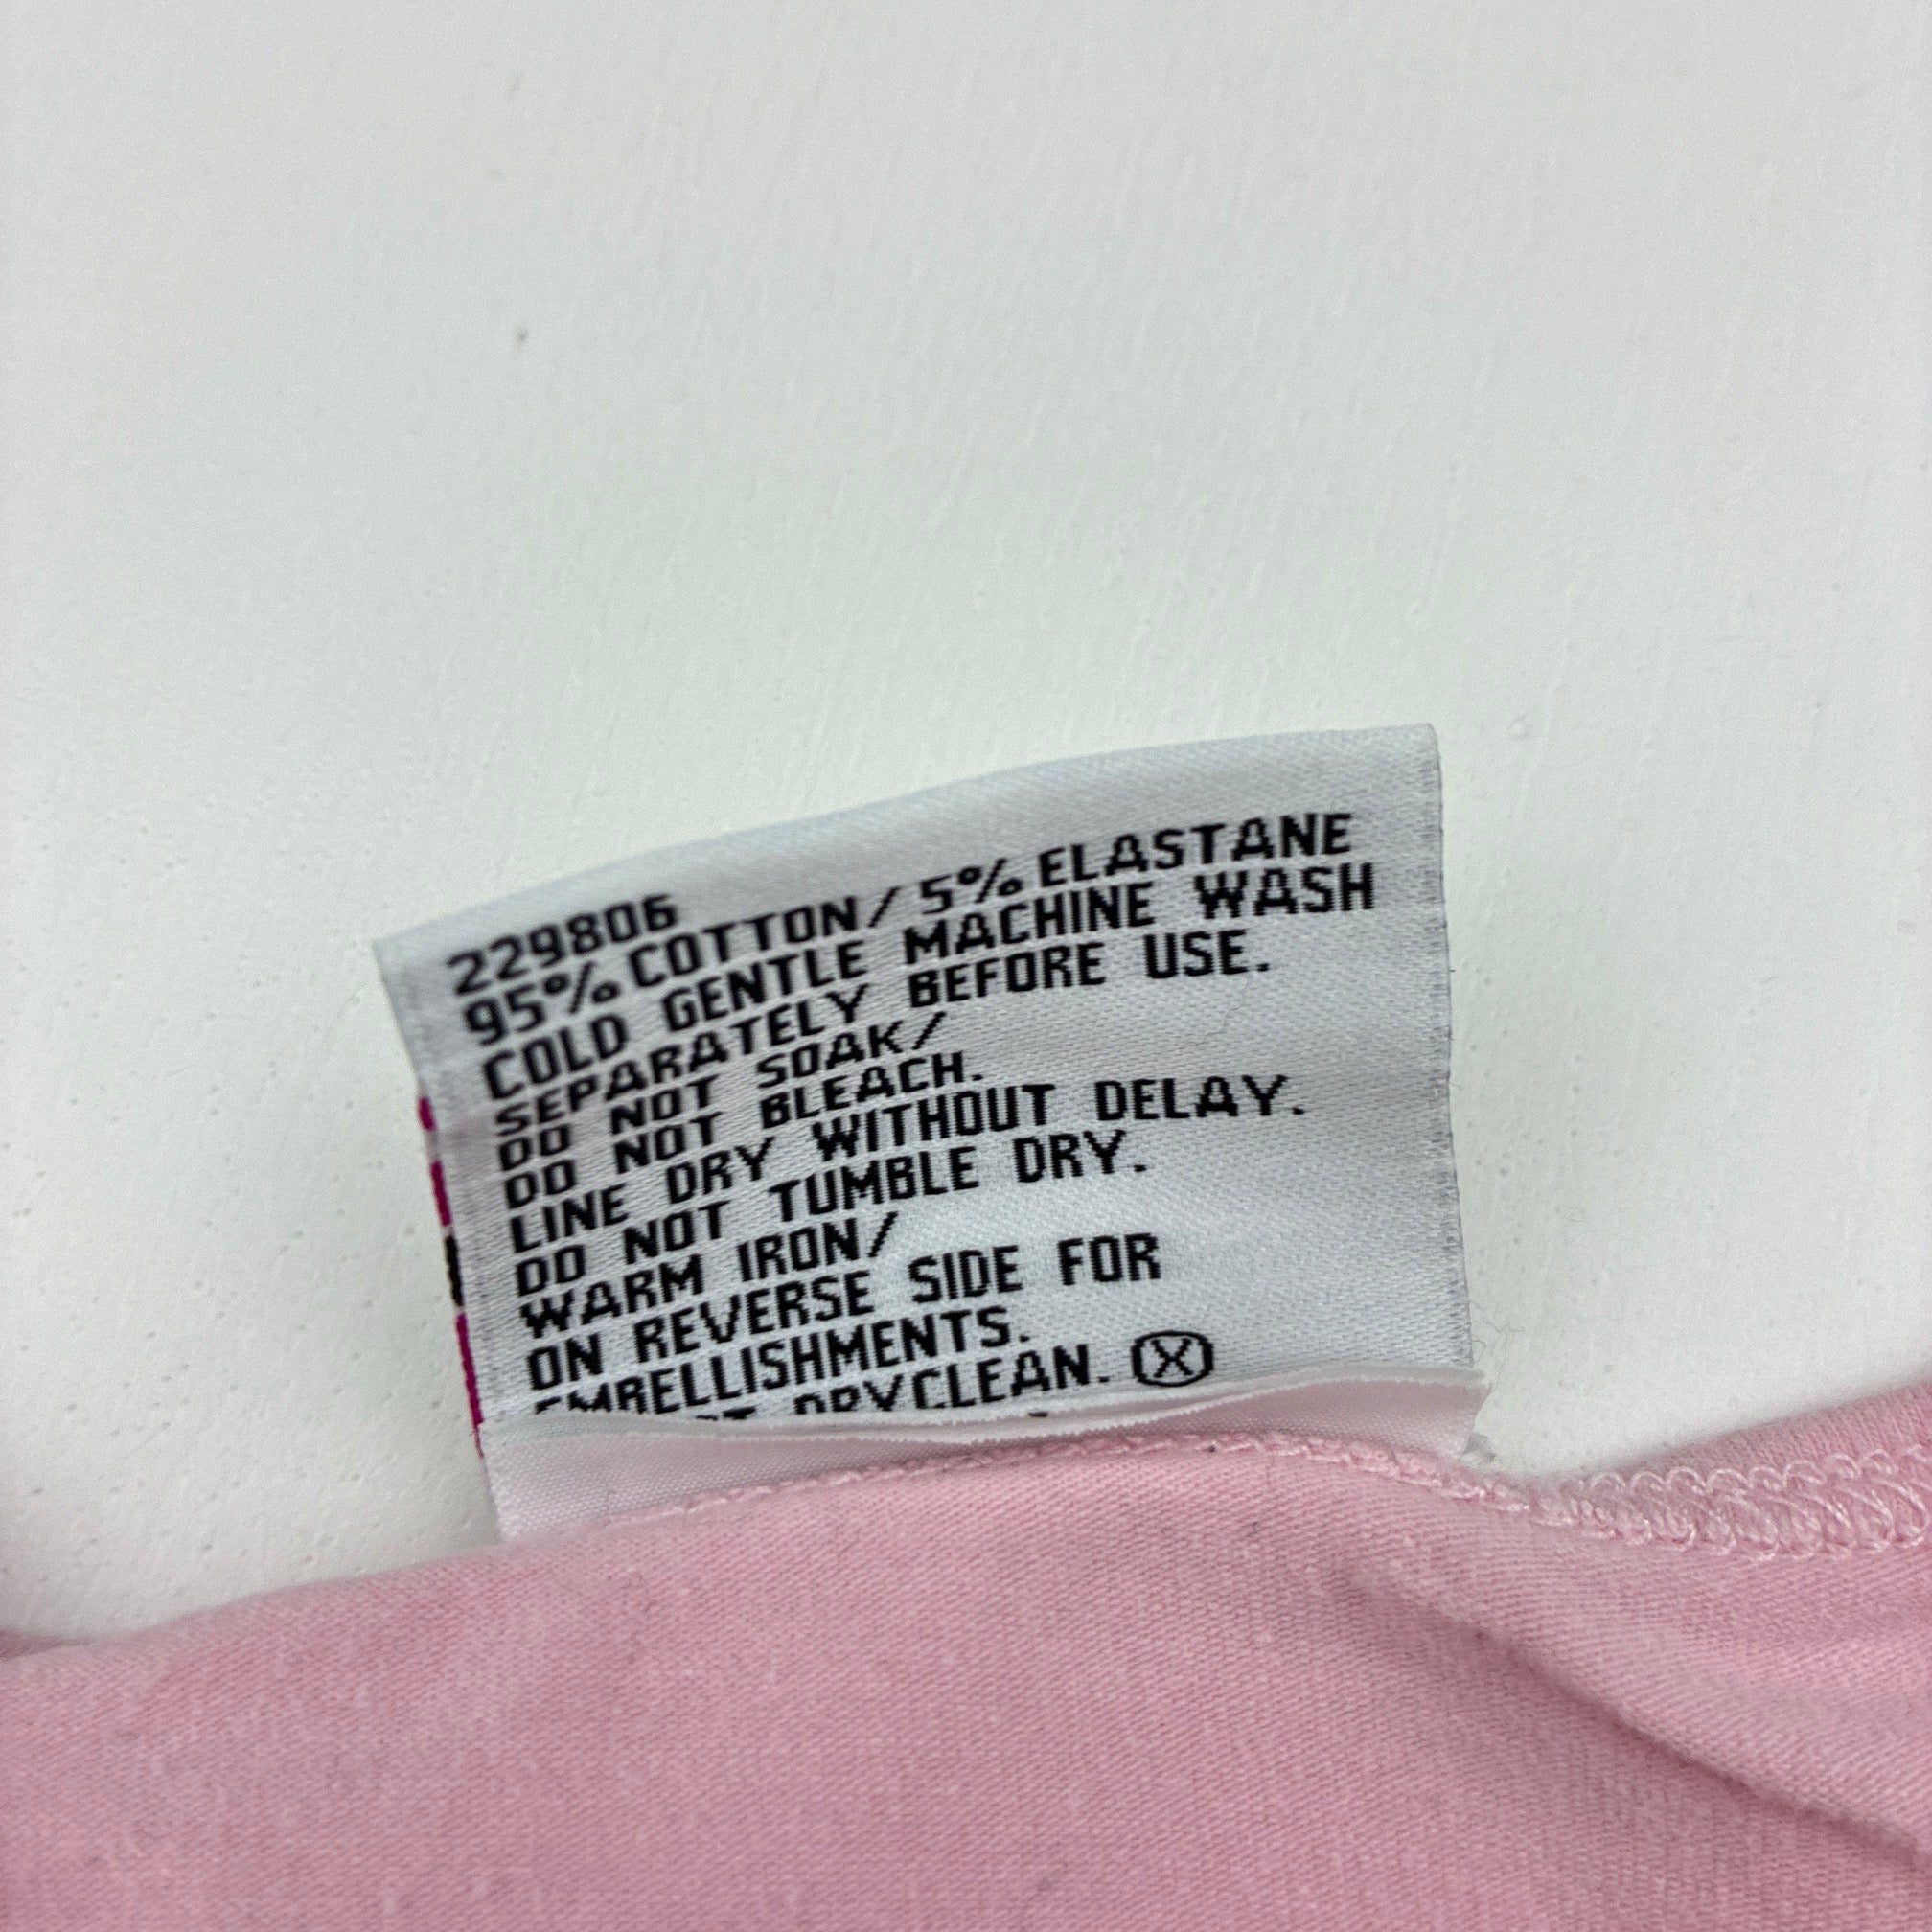 229806
95% COTTON/ 5% ELASTANE
COLD GENTLE MACHINE WASH
SEPARATELY BEFORE USE.
DO NOT SOAK/
DO NOT BLEACH.
LINE DRY WITHOUT DELAY.
DO NOT TUMBLE DRY.
WARM IRON/
ON REVERSE SIDE FOR
EMBELLISHMENTS.
DRYCLEAN. Ⓧ